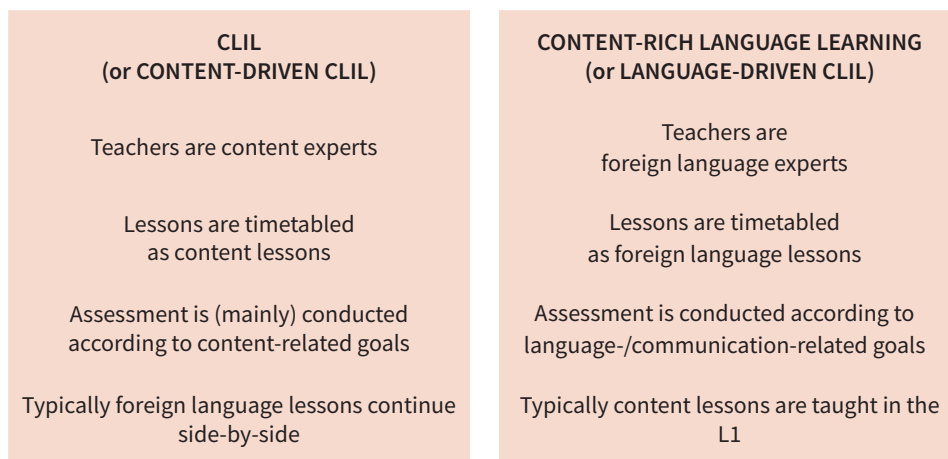 CLIL
(or CONTENT-DRIVEN CLIL)
Teachers are content experts
Lessons are timetabled
as content lessons
Assessment is (mainly) conducted
according to content-related goals
Typically foreign language lessons continue
side-by-side
CONTENT-RICH LANGUAGE LEARNING
(or LANGUAGE-DRIVEN CLIL)
Teachers are
foreign language experts
Lessons are timetabled
as foreign language lessons
Assessment is conducted according to
language-/communication-related goals
Typically content lessons are taught in the
L1